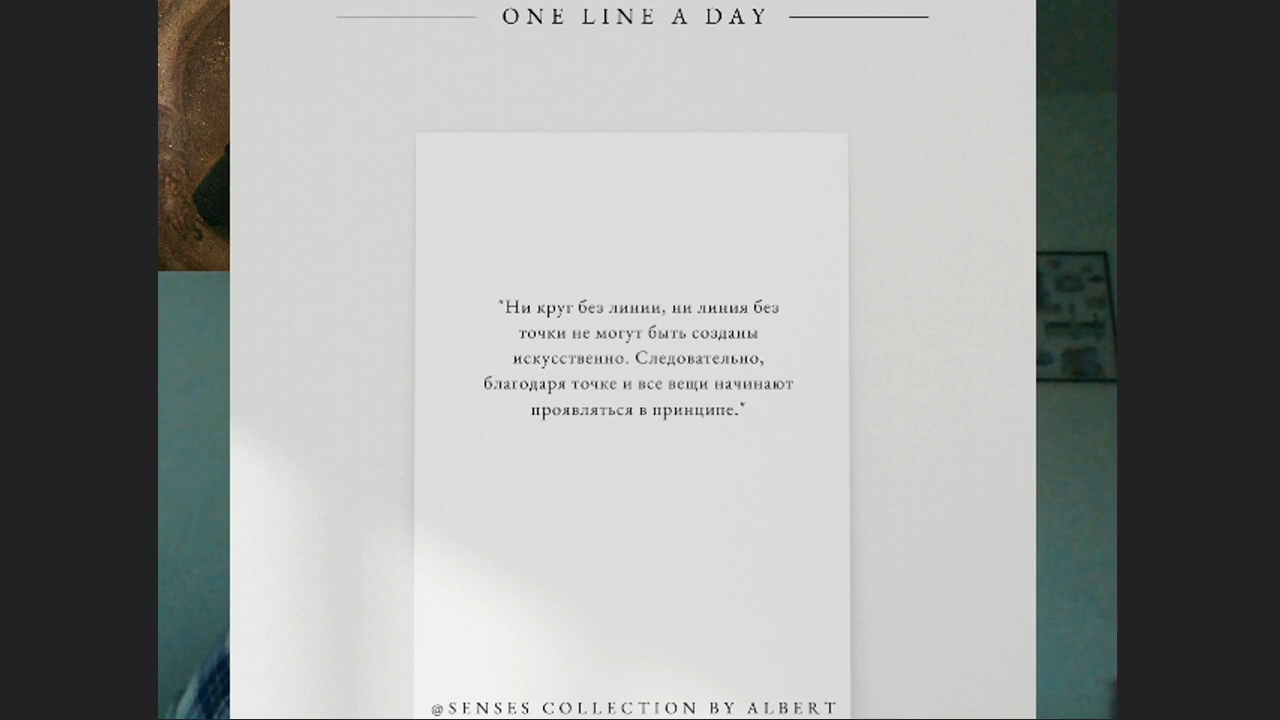 ONE LINE A DAY
"Ни круг без линии, ни линия без
точки не могут быть созданы
искусственно. Следовательно,
благодаря точке и все вещи начинают
проявляться в принципе."
@SENSES COLLECTION BY ALBERT